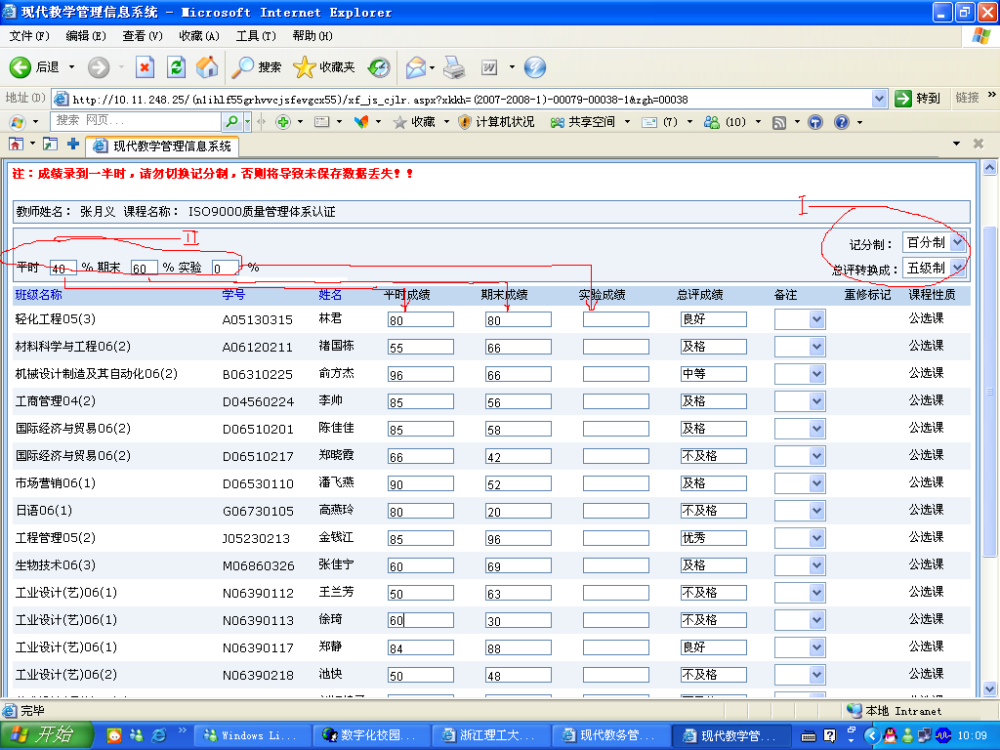 现代教学管理信息系统 - Microsoft Internet Explorer
文件(F) 编辑(E) 查看(V) 收藏(A) 工具(T) 帮助(H)
后退 搜索 收藏夹
地址(D) http://10.11.248.25/(nlihlf55grhvvcjsfevgcx55)/xf_js_cjlr.aspx?xkkh=(2007-2008-1)-00079-00038-1&zgh=00038 转到 链接 »
搜索 网页... 收藏 计算机状况 共享空间 (7) (10)
现代教学管理信息系统
注：成绩录到一半时，请勿切换记分制，否则将导致未保存数据丢失！！
教师姓名： 张月义 课程名称： ISO9000质量管理体系认证 I
II 记分制： 百分制
平时 40 % 期末 60 % 实验 0 % 总评转换成： 五级制
班级名称 学号 姓名 平时成绩 期末成绩 实验成绩 总评成绩 备注 重修标记 课程性质
轻化工程05(3) A05130315 林君 80 80 良好 公选课
材料科学与工程06(2) A06120211 禇国栋 55 66 及格 公选课
机械设计制造及其自动化06(2) B06310225 俞方杰 96 66 中等 公选课
工商管理04(2) D04560224 李帅 85 56 及格 公选课
国际经济与贸易06(2) D06510201 陈佳佳 85 58 及格 公选课
国际经济与贸易06(2) D06510217 郑晓霞 66 42 不及格 公选课
市场营销06(1) D06530110 潘飞燕 90 52 及格 公选课
日语06(1) G06730105 高燕玲 80 20 不及格 公选课
工程管理05(2) J05230213 金钱江 85 96 优秀 公选课
生物技术06(3) M06860326 张佳宁 60 69 及格 公选课
工业设计(艺)06(1) N06390112 王兰芳 50 63 不及格 公选课
工业设计(艺)06(1) N06390113 徐琦 60 30 不及格 公选课
工业设计(艺)06(1) N06390117 郑静 84 88 良好 公选课
工业设计(艺)06(2) N06390218 池快 50 48 不及格 公选课
完毕 本地 Intranet
开始 » Windows Li... 数字化校园... 浙江理工大... 现代教务管... 现代教学管... 10:09